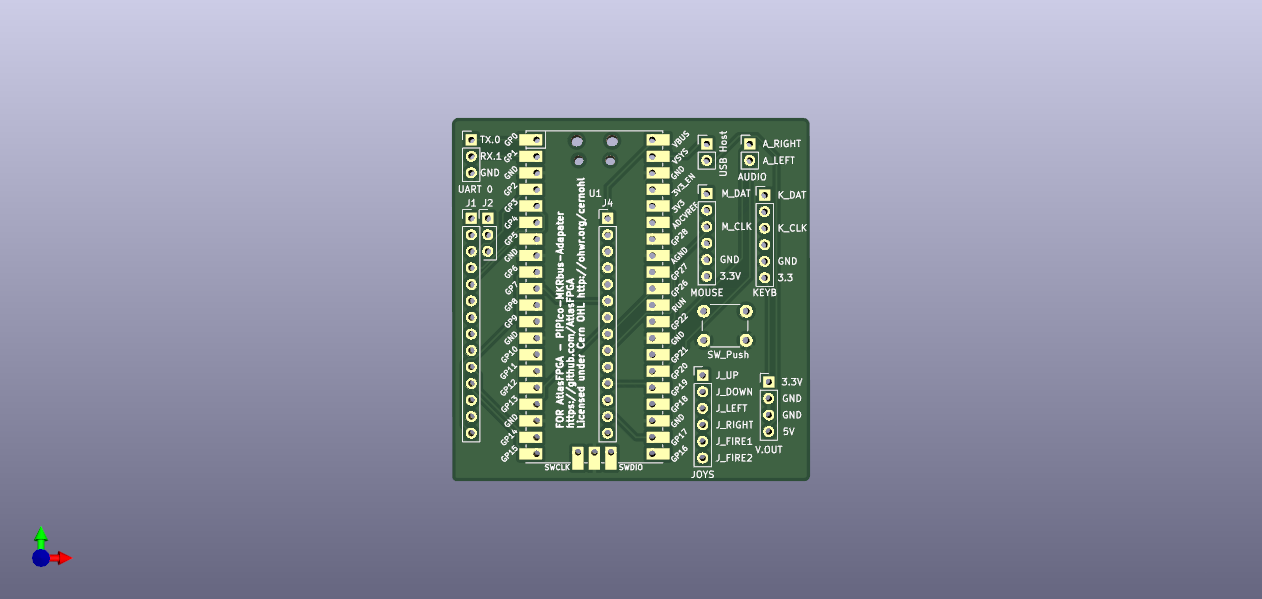 TX.0
RX.1
GND
UART 0
J1 J2
GP0
GP1
GND
GP2
GP3
GP4
GP5
GND
GP6
GP7
GP8
GP9
GND
GP10
GP11
GP12
GP13
GND
GP14
GP15
FOR AtlasFPGA - PiPico-MKRbus-Adapater
https://github.com/AtlasFPGA
Licensed under Cern OHL http://ohwr.org/cernohl
U1
J4
SWCLK
SWDIO
VBUS
VSYS
GND
3V3_EN
3V3
ADCVREF
GP28
AGND
GP27
GP26
RUN
GP22
GND
GP21
GP20
GP19
GP18
GND
GP17
GP16
USB Host
A_RIGHT
A_LEFT
AUDIO
M_DAT
M_CLK
GND
3.3V
MOUSE
K_DAT
K_CLK
GND
3.3
KEYB
SW_Push
J_UP
J_DOWN
J_LEFT
J_RIGHT
J_FIRE1
J_FIRE2
JOYS
3.3V
GND
GND
5V
V.OUT